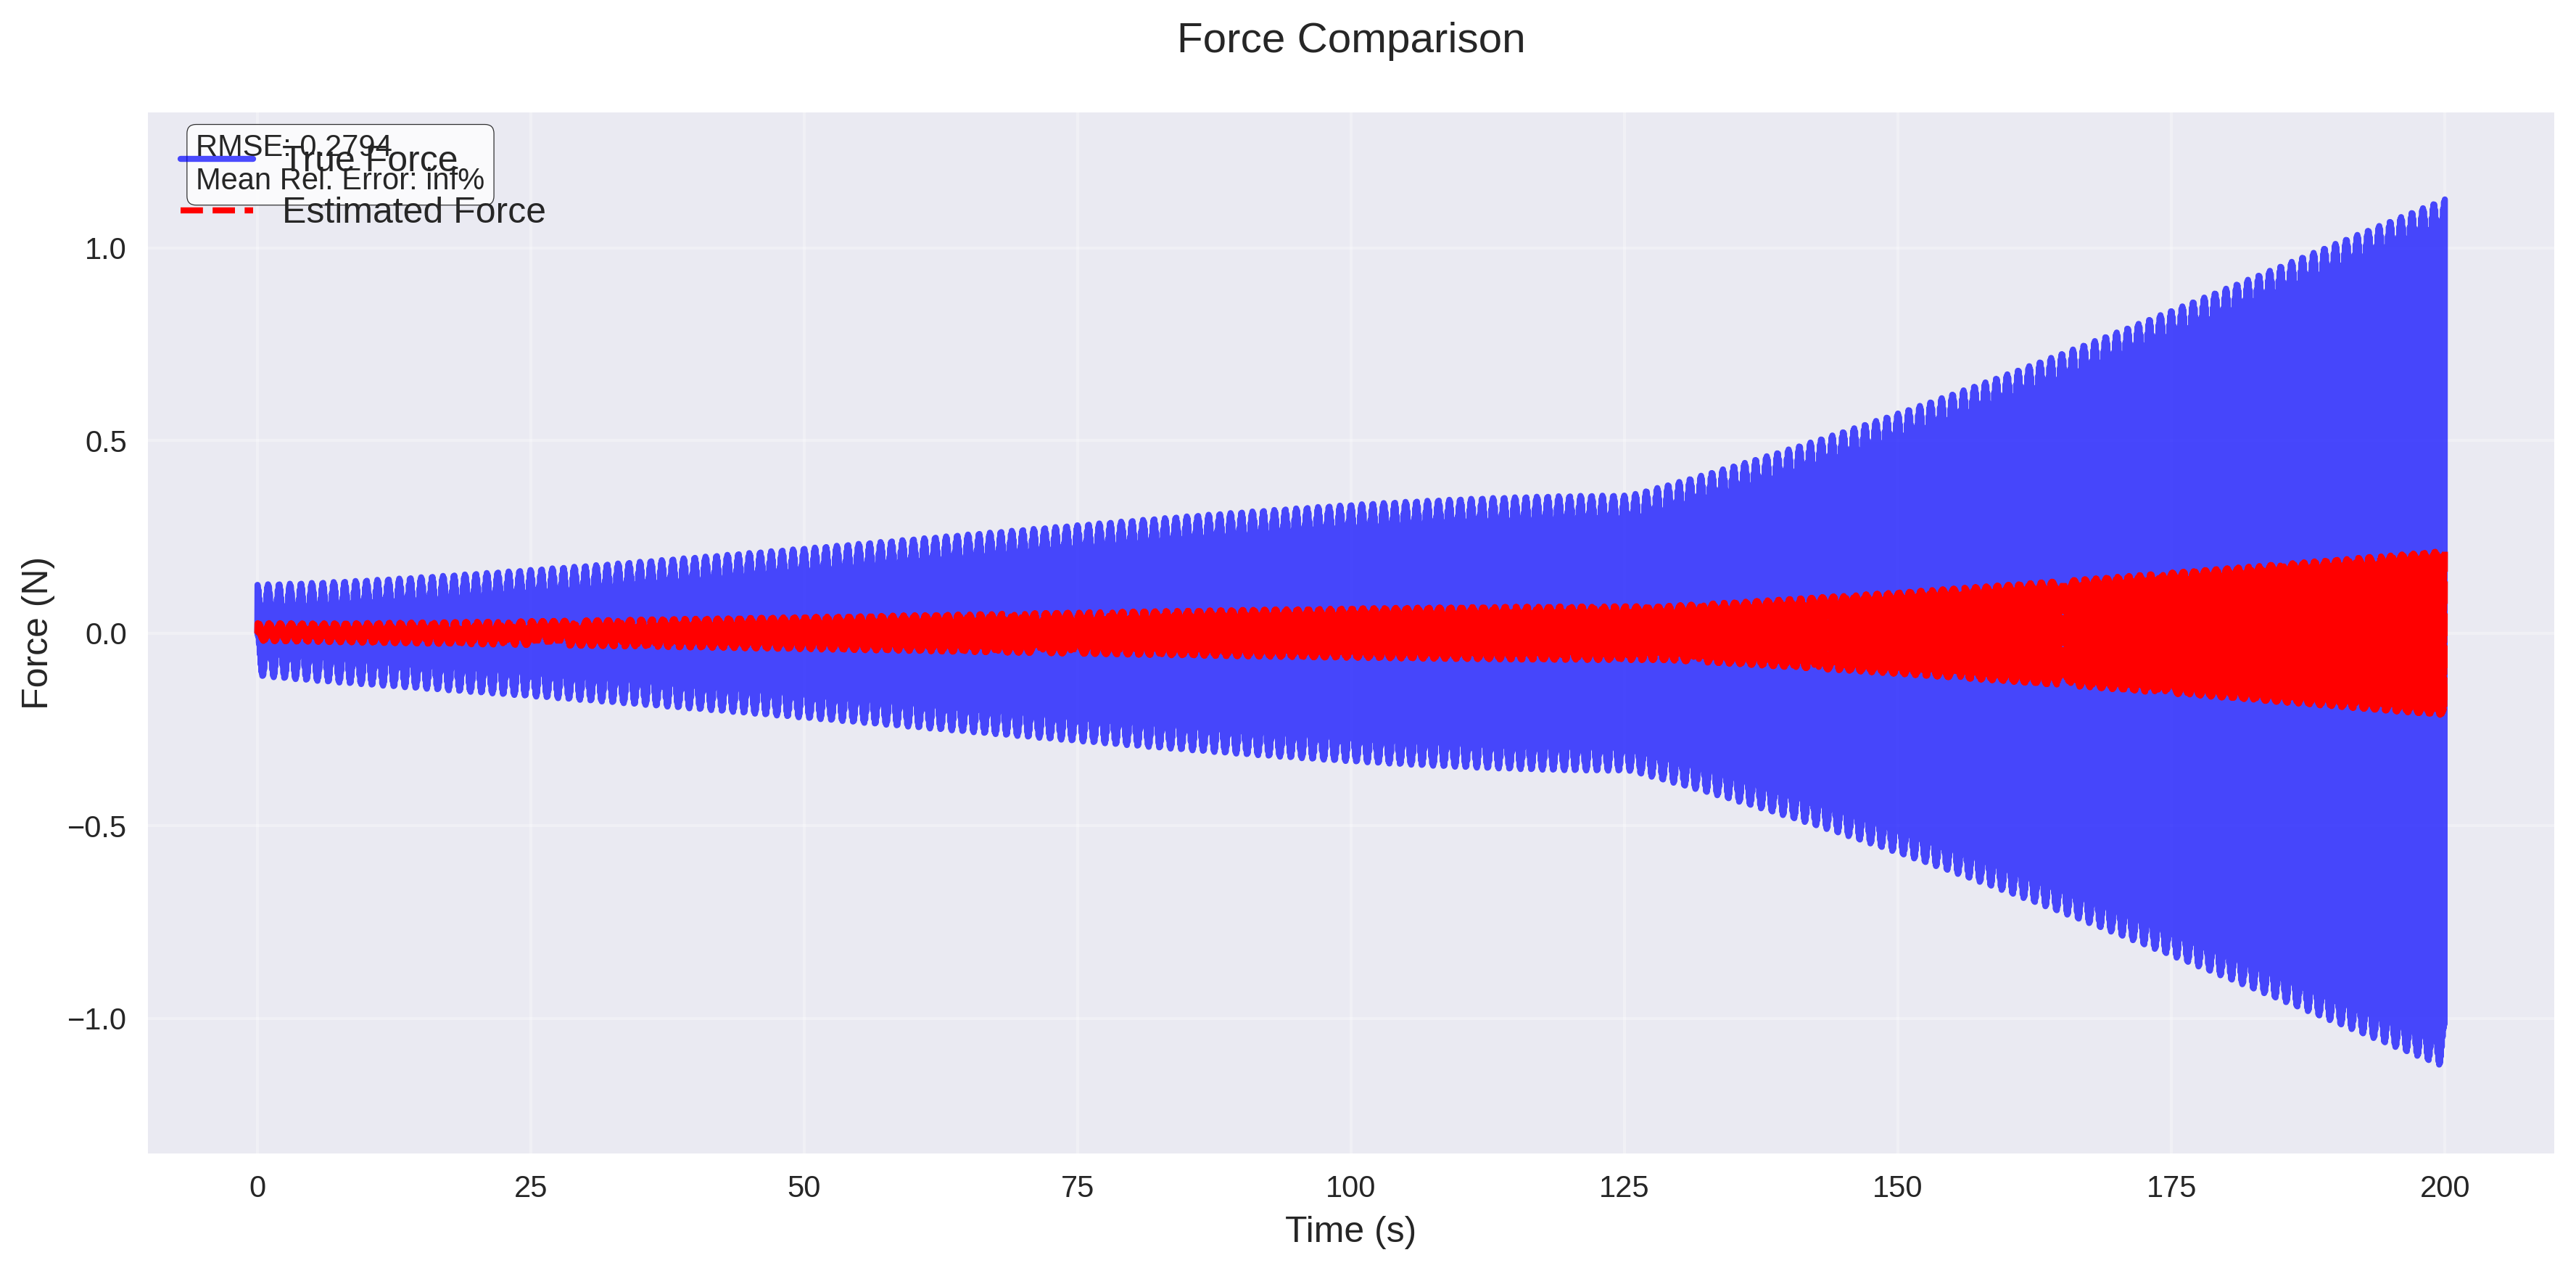 Force Comparison
RMSE: 0.2794
True Force
Mean Rel. Error: inf%
Estimated Force
1.0
0.5
0.0
−0.5
−1.0
Force (N)
0 25 50 75 100 125 150 175 200
Time (s)